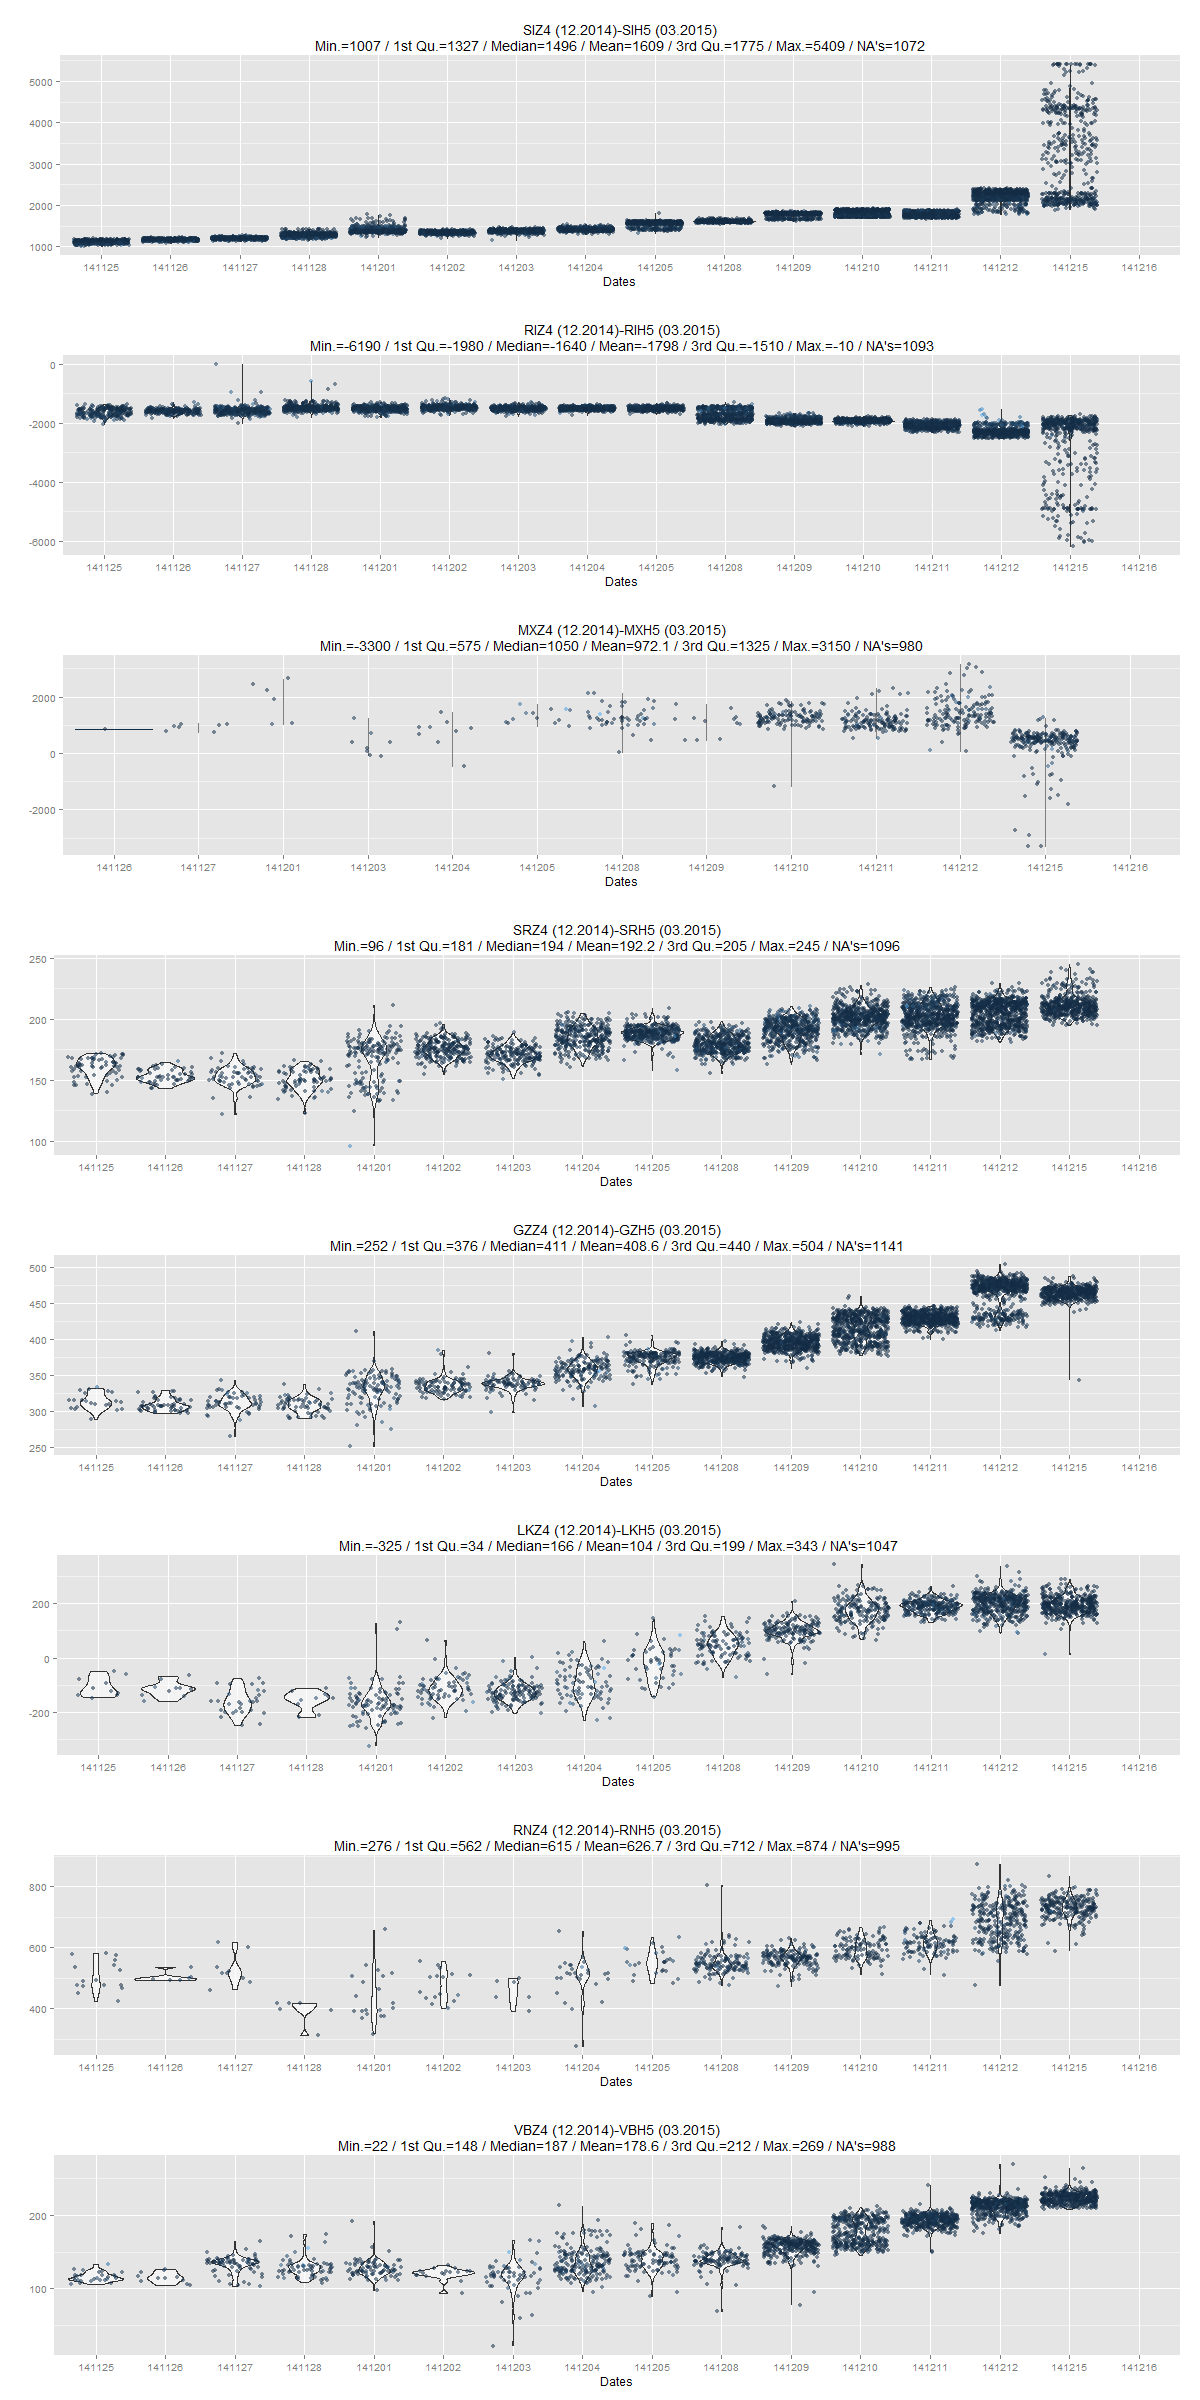 SIZ4 (12.2014)-SIH5 (03.2015)
Min.=1007 / 1st Qu.=1327 / Median=1496 / Mean=1609 / 3rd Qu.=1775 / Max.=5409 / NA's=1072
5000
4000
3000
2000
1000
141125 141126 141127 141128 141201 141202 141203 141204 141205 141208 141209 141210 141211 141212 141215 141216
Dates
RIZ4 (12.2014)-RIH5 (03.2015)
Min.=-6190 / 1st Qu.=-1980 / Median=-1640 / Mean=-1798 / 3rd Qu.=-1510 / Max.=-10 / NA's=1093
0
-2000
-4000
-6000
141125 141126 141127 141128 141201 141202 141203 141204 141205 141208 141209 141210 141211 141212 141215 141216
Dates
MXZ4 (12.2014)-MXH5 (03.2015)
Min.=-3300 / 1st Qu.=575 / Median=1050 / Mean=972.1 / 3rd Qu.=1325 / Max.=3150 / NA's=980
2000
0
-2000
141126 141127 141201 141203 141204 141205 141208 141209 141210 141211 141212 141215 141216
Dates
SRZ4 (12.2014)-SRH5 (03.2015)
Min.=96 / 1st Qu.=181 / Median=194 / Mean=192.2 / 3rd Qu.=205 / Max.=245 / NA's=1096
250
200
150
100
141125 141126 141127 141128 141201 141202 141203 141204 141205 141208 141209 141210 141211 141212 141215 141216
Dates
GZZ4 (12.2014)-GZH5 (03.2015)
Min.=252 / 1st Qu.=376 / Median=411 / Mean=408.6 / 3rd Qu.=440 / Max.=504 / NA's=1141
500
450
400
350
300
250
141125 141126 141127 141128 141201 141202 141203 141204 141205 141208 141209 141210 141211 141212 141215 141216
Dates
LKZ4 (12.2014)-LKH5 (03.2015)
Min.=-325 / 1st Qu.=34 / Median=166 / Mean=104 / 3rd Qu.=199 / Max.=343 / NA's=1047
200
0
-200
141125 141126 141127 141128 141201 141202 141203 141204 141205 141208 141209 141210 141211 141212 141215 141216
Dates
RNZ4 (12.2014)-RNH5 (03.2015)
Min.=276 / 1st Qu.=562 / Median=615 / Mean=626.7 / 3rd Qu.=712 / Max.=874 / NA's=995
800
600
400
141125 141126 141127 141128 141201 141202 141203 141204 141205 141208 141209 141210 141211 141212 141215 141216
Dates
VBZ4 (12.2014)-VBH5 (03.2015)
Min.=22 / 1st Qu.=148 / Median=187 / Mean=178.6 / 3rd Qu.=212 / Max.=269 / NA's=988
200
100
141125 141126 141127 141128 141201 141202 141203 141204 141205 141208 141209 141210 141211 141212 141215 141216
Dates